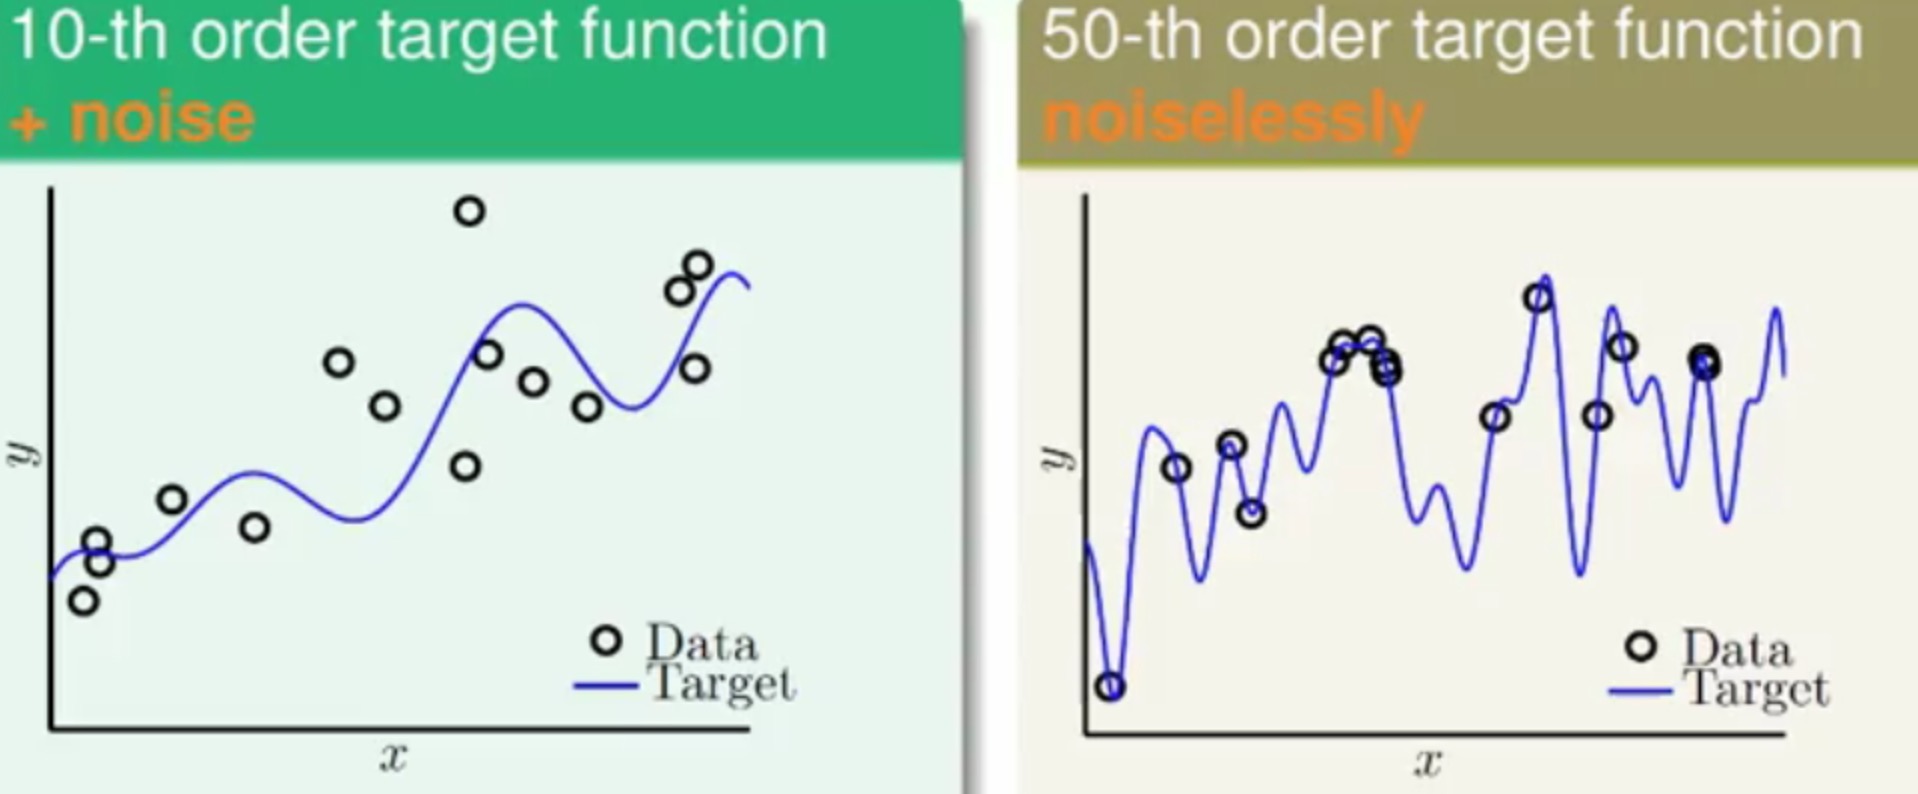 10-th order target function
+ noise
y
x
Data
Target
50-th order target function
noiselessly
y
x
Data
Target